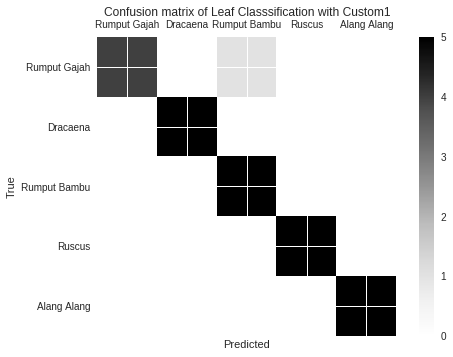 Confusion matrix of Leaf Classsification with Custom1
Rumput Gajah Dracaena Rumput Bambu Ruscus Alang Alang
Rumput Gajah
Dracaena
Rumput Bambu
Ruscus
Alang Alang
True
Predicted
5
4
3
2
1
0